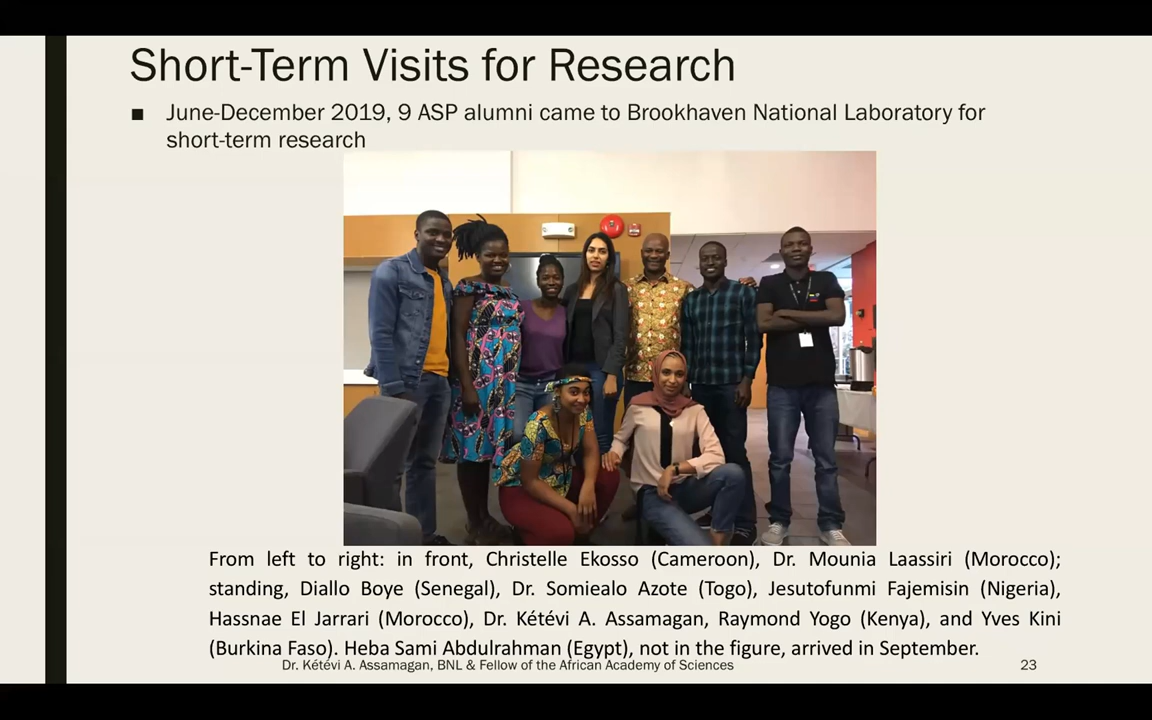 Short-Term Visits for Research
■ June-December 2019, 9 ASP alumni came to Brookhaven National Laboratory for
short-term research
From left to right: in front, Christelle Ekosso (Cameroon), Dr. Mounia Laassiri (Morocco);
standing, Diallo Boye (Senegal), Dr. Somiealo Azote (Togo), Jesutofunmi Fajemisin (Nigeria),
Hassnae El Jarrari (Morocco), Dr. Kétévi A. Assamagan, Raymond Yogo (Kenya), and Yves Kini
(Burkina Faso). Heba Sami Abdulrahman (Egypt), not in the figure, arrived in September.
Dr. Kétévi A. Assamagan, BNL & Fellow of the African Academy of Sciences
23